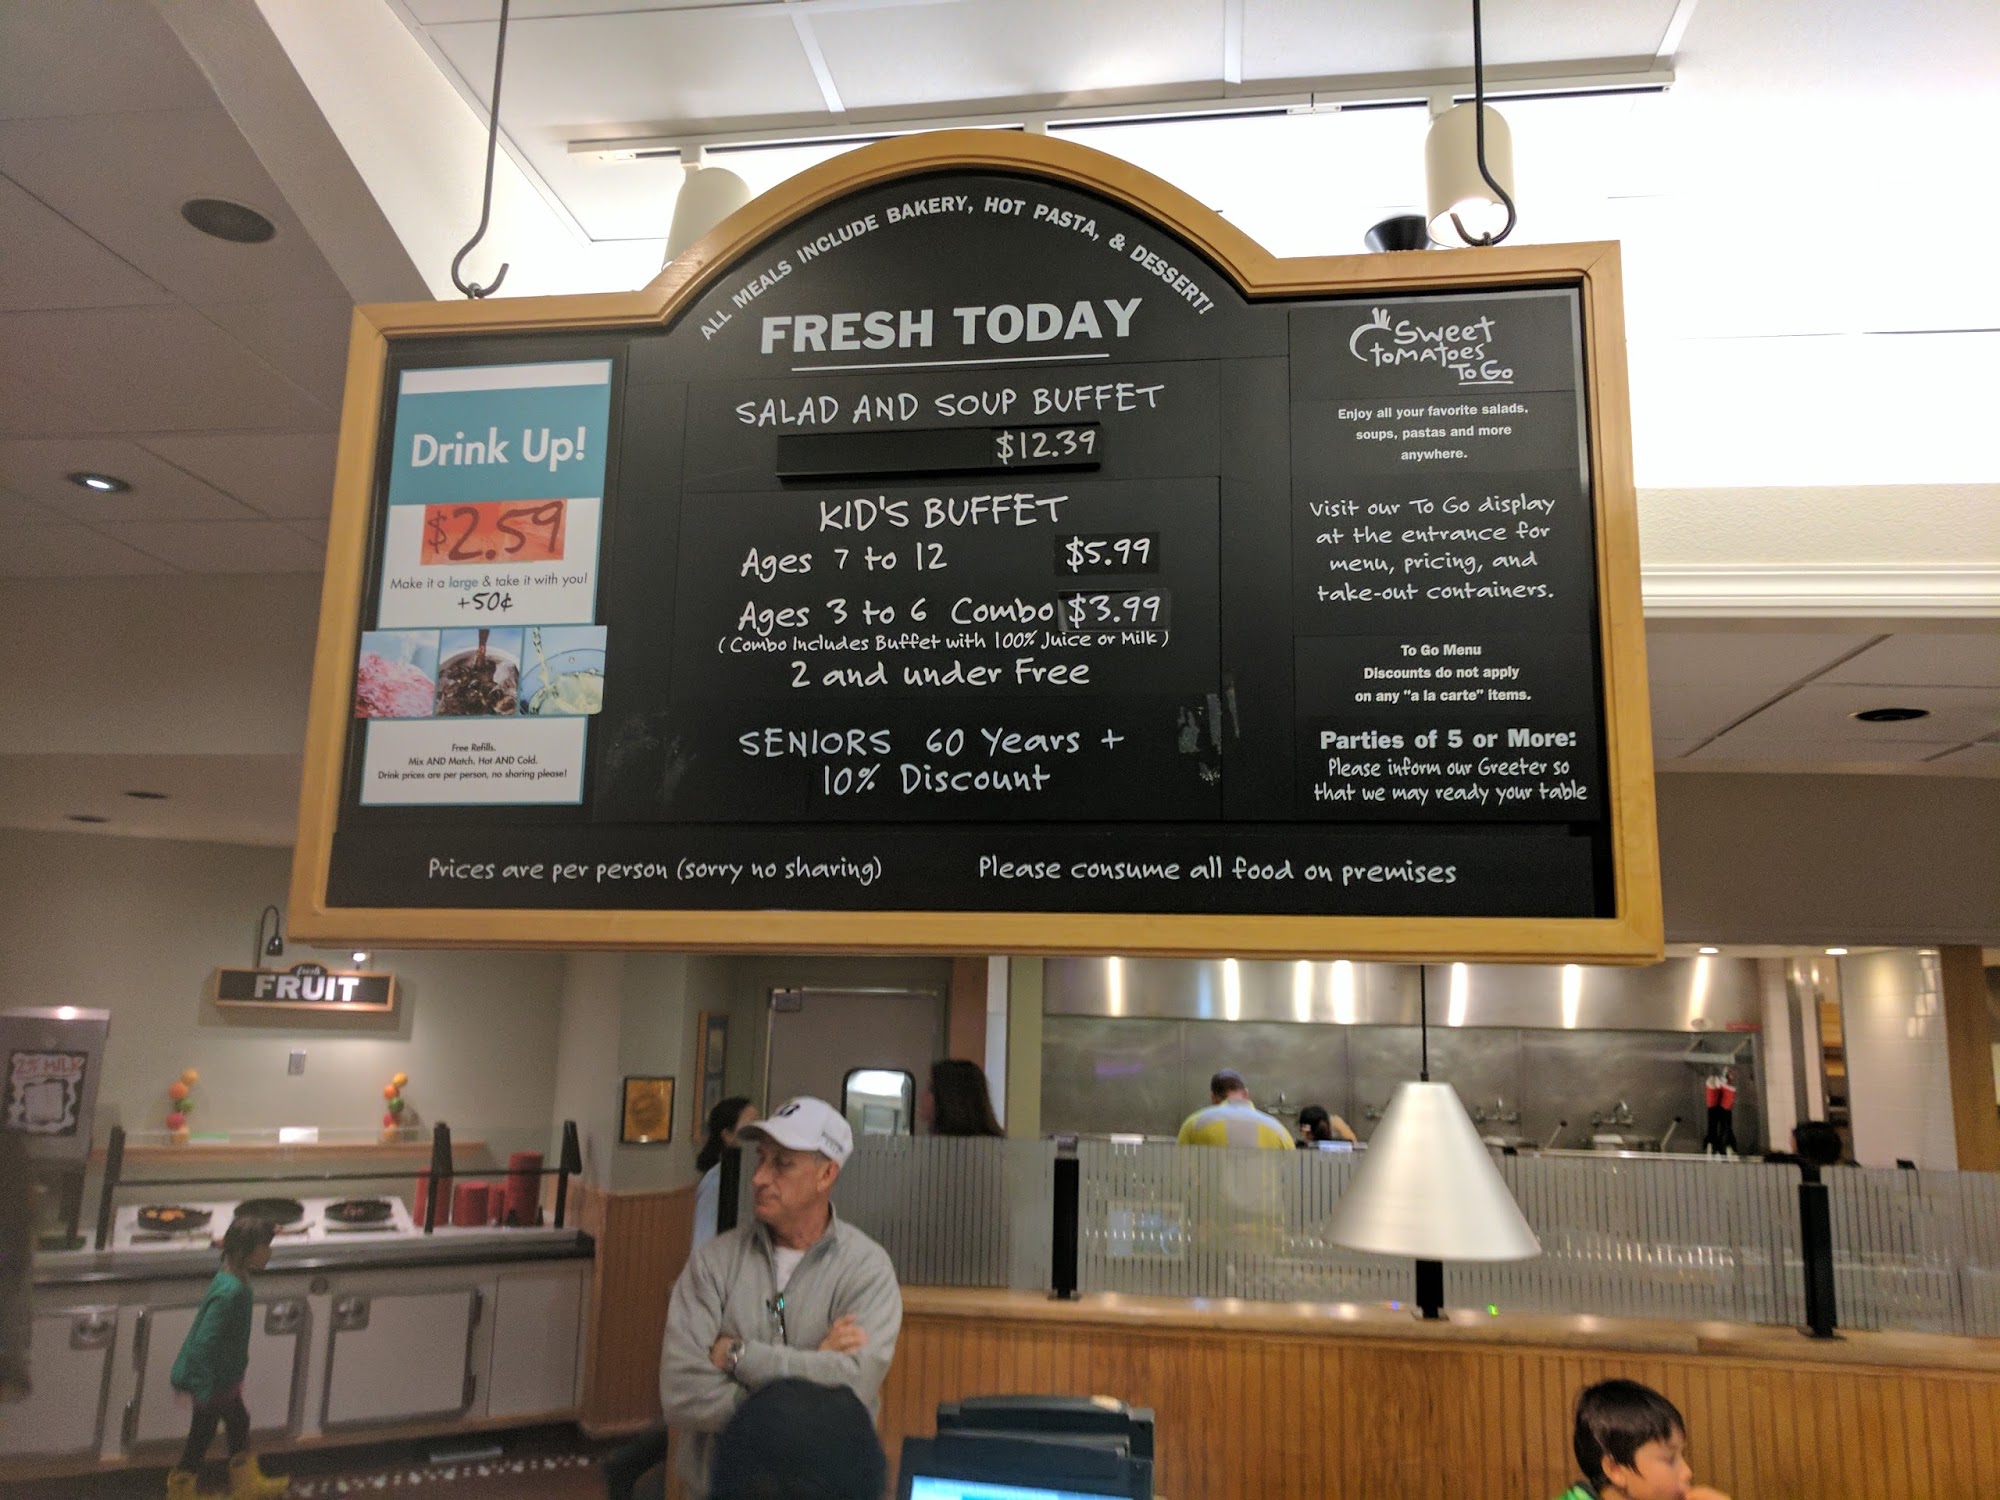 ALL MEALS INCLUDE BAKERY, HOT PASTA, & DESSERT!
FRESH TODAY
SALAD AND SOUP BUFFET
$12.39
KID'S BUFFET
Ages 7 to 12 $5.99
Ages 3 to 6 Combo $3.99
(Combo Includes Buffet with 100% Juice or Milk)
2 and under Free
SENIORS 60 Years +
10% Discount
Drink Up!
$2.59
Make it a large & take it with you!
+50¢
Free Refills.
Mix AND Match. Hot AND Cold.
Drink prices are per person, no sharing please!
Sweet
tomatoes
To Go
Enjoy all your favorite salads,
soups, pastas and more
anywhere.
Visit our To Go display
at the entrance for
menu, pricing, and
take-out containers.
To Go Menu
Discounts do not apply
on any "a la carte" items.
Parties of 5 or More:
Please inform our Greeter so
that we may ready your table
Prices are per person (sorry no sharing)
Please consume all food on premises
fresh
FRUIT
2% MILK